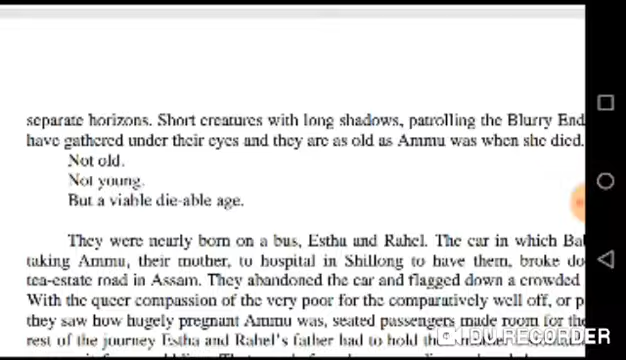 separate horizons. Short creatures with long shadows, patrolling the Blurry End
have gathered under their eyes and they are as old as Ammu was when she died.
Not old.
Not young.
But a viable die-able age.
They were nearly born on a bus, Estha and Rahel. The car in which Ba
taking Ammu, their mother, to hospital in Shillong to have them, broke do
tea-estate road in Assam. They abandoned the car and flagged down a crowded
With the queer compassion of the very poor for the comparatively well off, or p
they saw how hugely pregnant Ammu was, seated passengers made room for the
rest of the journey Estha and Rahel's father had to hold
DU RECORDER